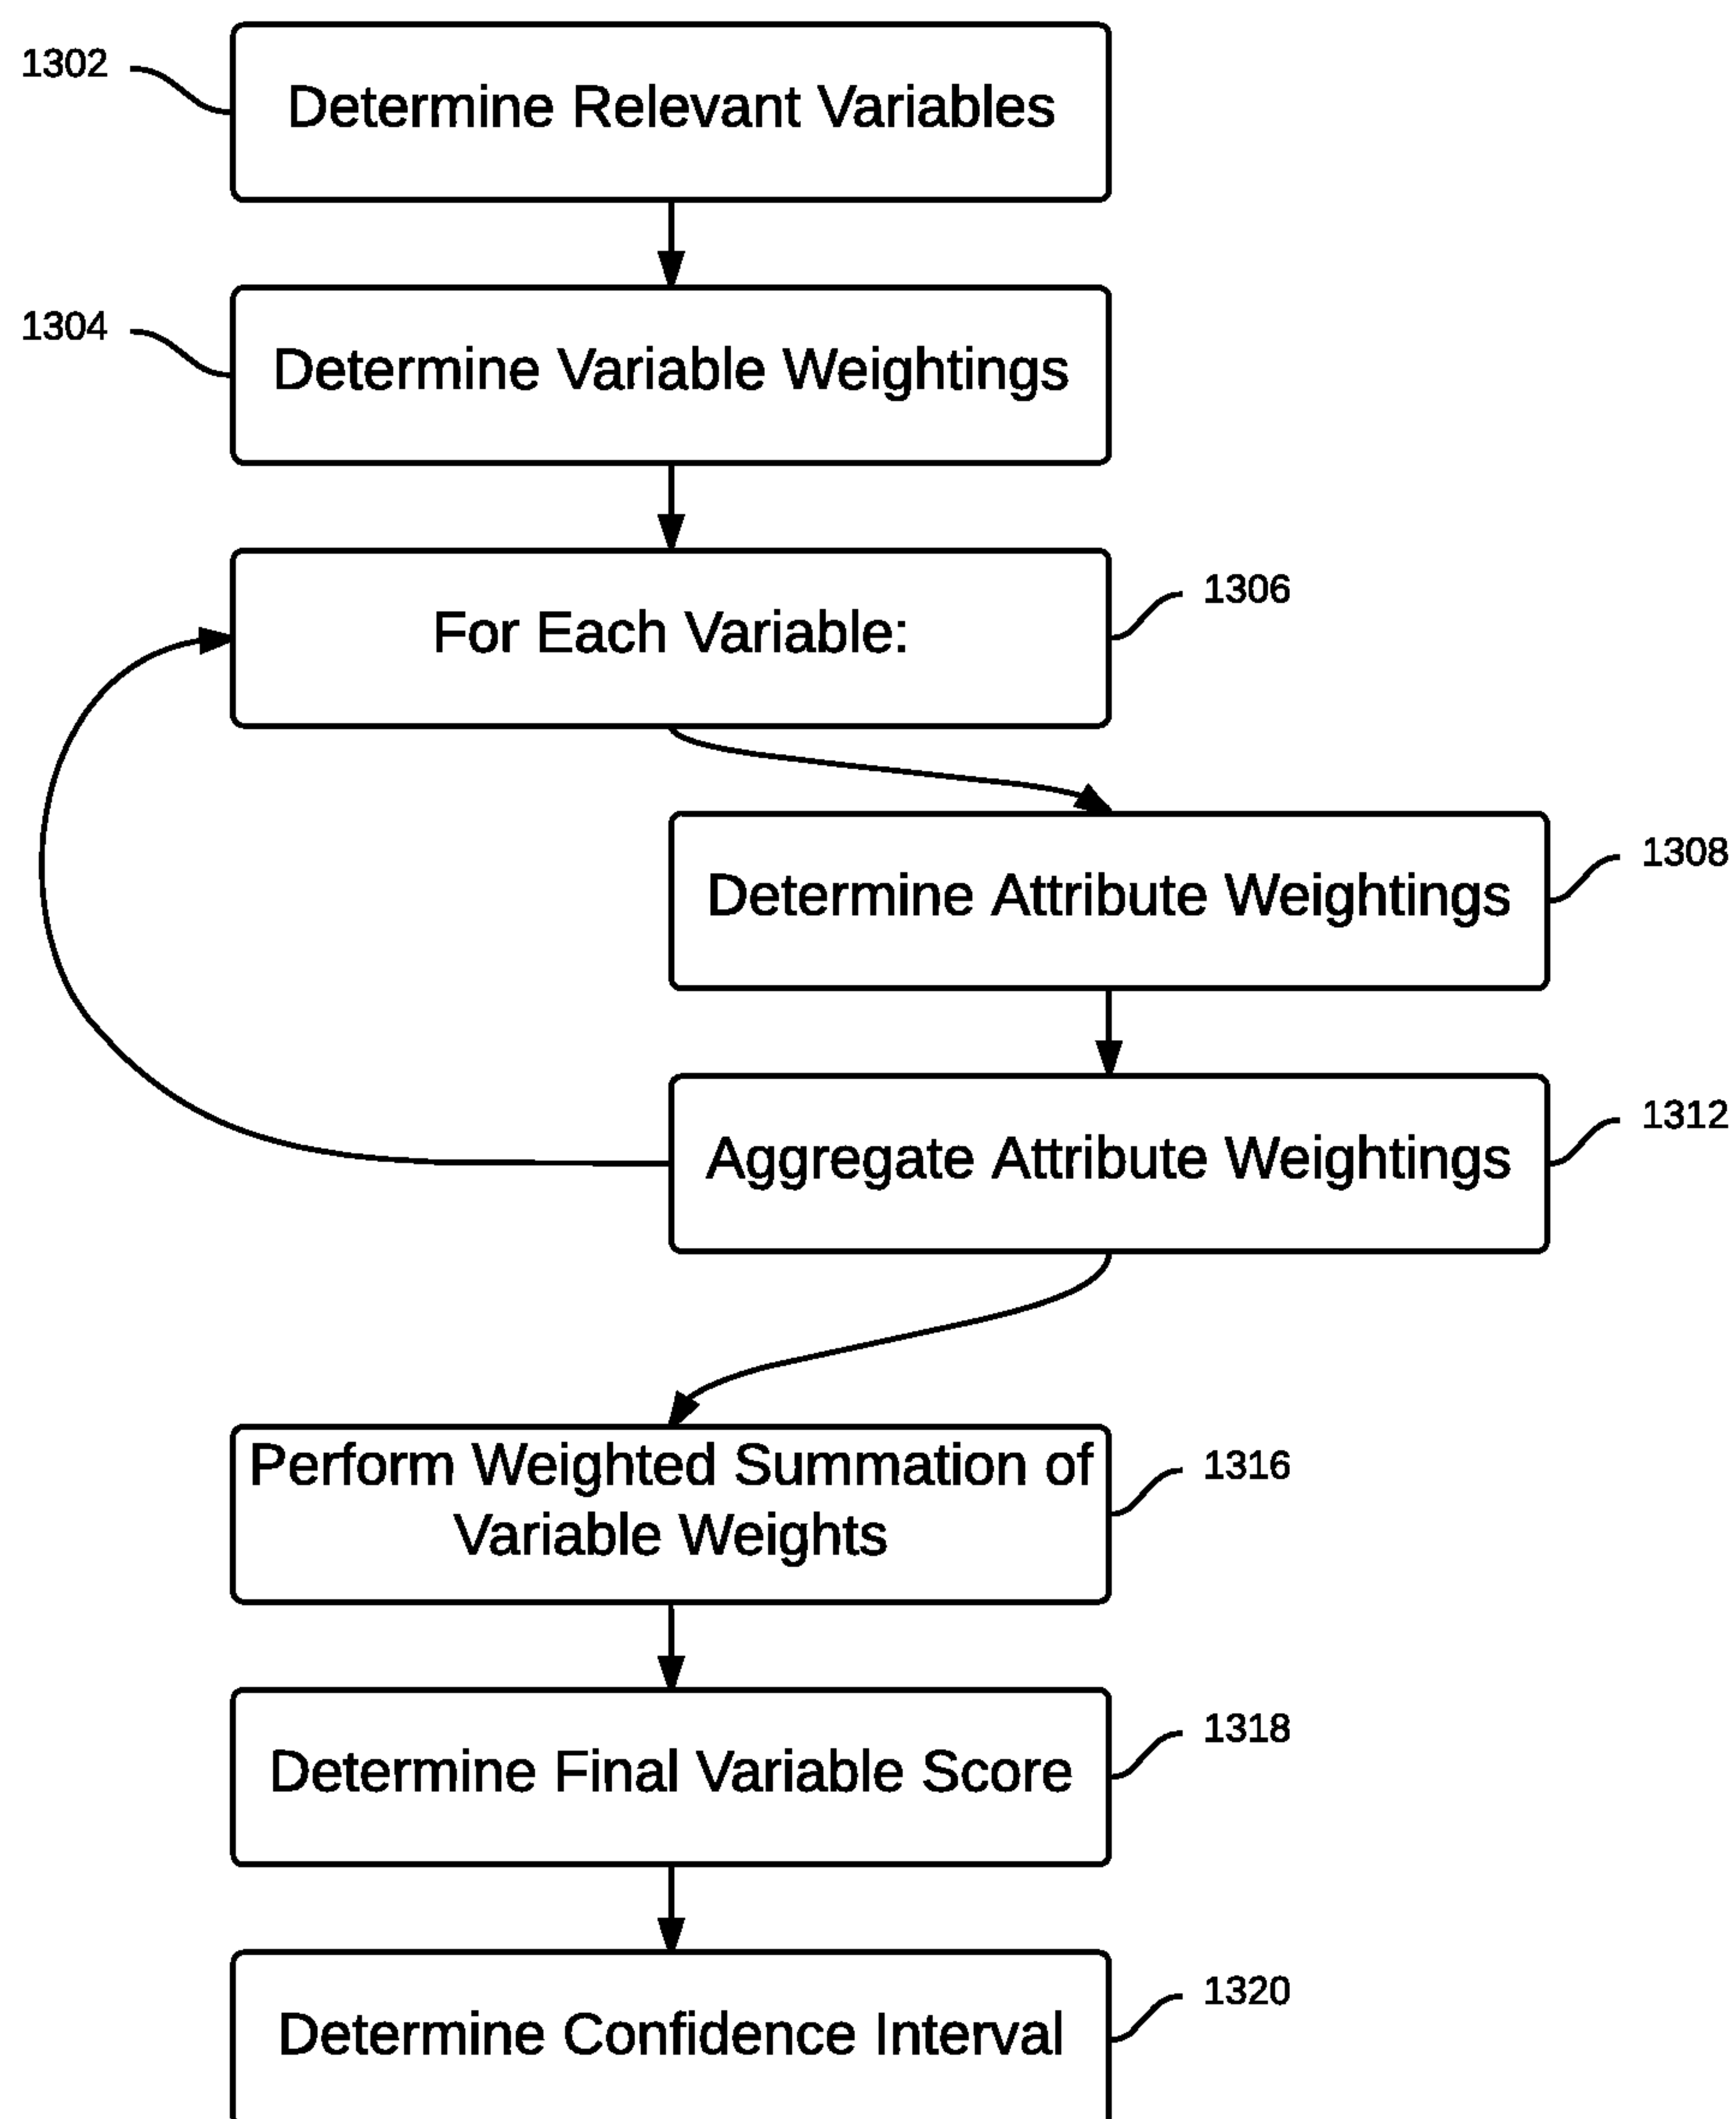 1302
Determine Relevant Variables
1304
Determine Variable Weightings
For Each Variable:
1306
Determine Attribute Weightings
1308
Aggregate Attribute Weightings
1312
Perform Weighted Summation of
Variable Weights
1316
Determine Final Variable Score
1318
Determine Confidence Interval
1320